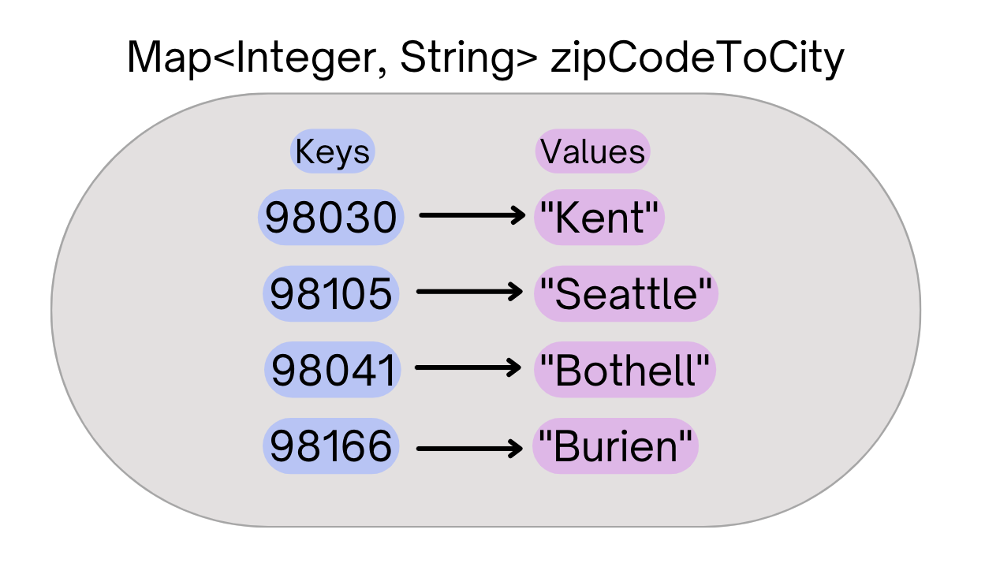 Map<Integer, String> zipCodeToCity
Keys Values
98030 "Kent"
98105 "Seattle"
98041 "Bothell"
98166 "Burien"